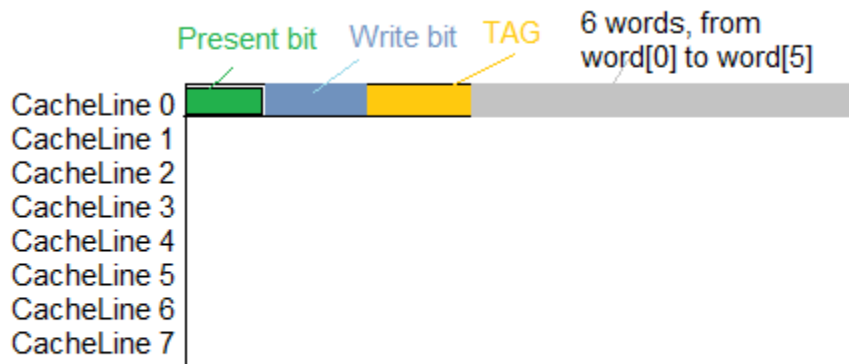 Present bit
Write bit
TAG
6 words, from
word[0] to word[5]
CacheLine 0
CacheLine 1
CacheLine 2
CacheLine 3
CacheLine 4
CacheLine 5
CacheLine 6
CacheLine 7